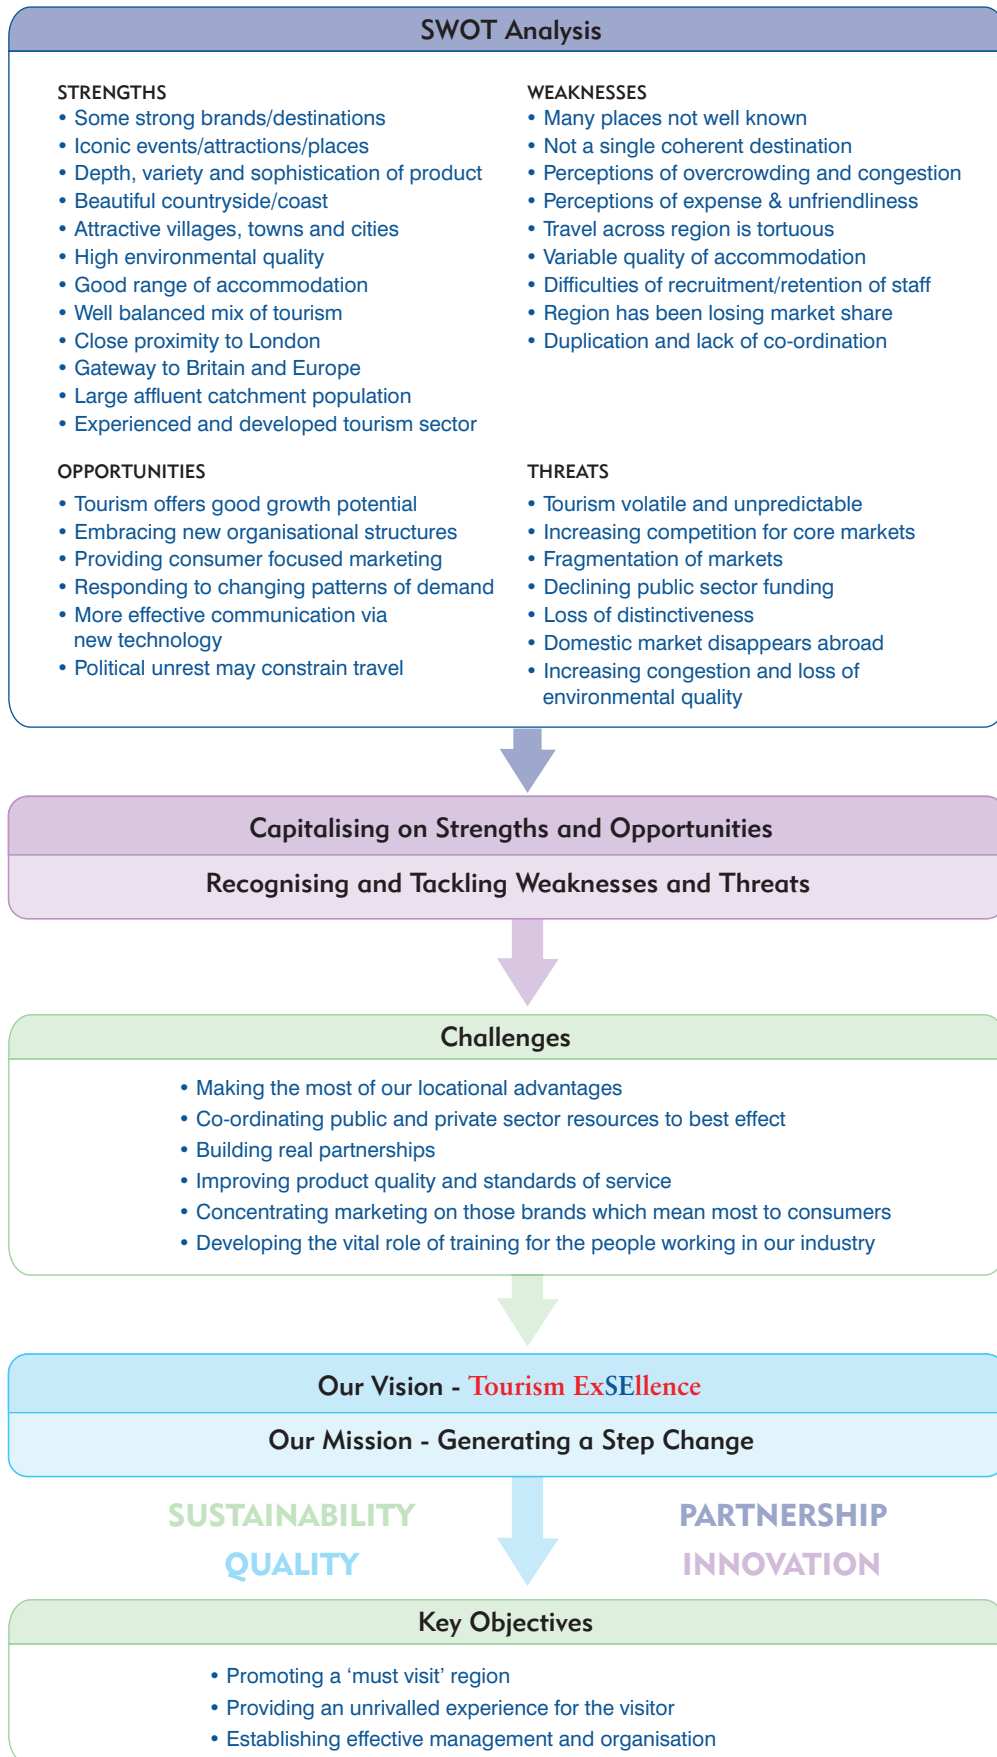 SWOT Analysis
STRENGTHS
• Some strong brands/destinations
• Iconic events/attractions/places
• Depth, variety and sophistication of product
• Beautiful countryside/coast
• Attractive villages, towns and cities
• High environmental quality
• Good range of accommodation
• Well balanced mix of tourism
• Close proximity to London
• Gateway to Britain and Europe
• Large affluent catchment population
• Experienced and developed tourism sector
WEAKNESSES
• Many places not well known
• Not a single coherent destination
• Perceptions of overcrowding and congestion
• Perceptions of expense & unfriendliness
• Travel across region is tortuous
• Variable quality of accommodation
• Difficulties of recruitment/retention of staff
• Region has been losing market share
• Duplication and lack of co-ordination
OPPORTUNITIES
• Tourism offers good growth potential
• Embracing new organisational structures
• Providing consumer focused marketing
• Responding to changing patterns of demand
• More effective communication via
new technology
• Political unrest may constrain travel
THREATS
• Tourism volatile and unpredictable
• Increasing competition for core markets
• Fragmentation of markets
• Declining public sector funding
• Loss of distinctiveness
• Domestic market disappears abroad
• Increasing congestion and loss of
environmental quality
Capitalising on Strengths and Opportunities
Recognising and Tackling Weaknesses and Threats
Challenges
• Making the most of our locational advantages
• Co-ordinating public and private sector resources to best effect
• Building real partnerships
• Improving product quality and standards of service
• Concentrating marketing on those brands which mean most to consumers
• Developing the vital role of training for the people working in our industry
Our Vision - Tourism ExSEllence
Our Mission - Generating a Step Change
SUSTAINABILITY
QUALITY
PARTNERSHIP
INNOVATION
Key Objectives
• Promoting a ‘must visit’ region
• Providing an unrivalled experience for the visitor
• Establishing effective management and organisation